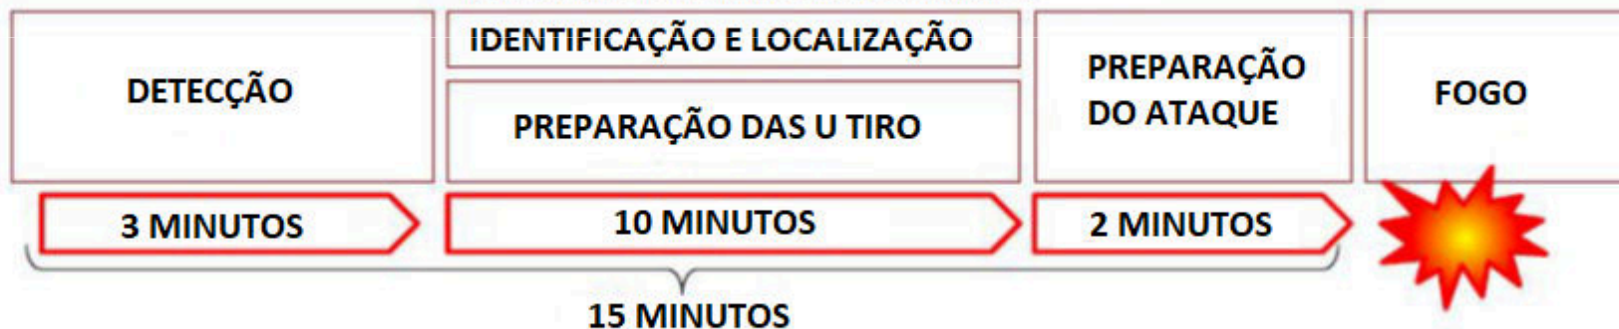 DETECÇÃO
IDENTIFICAÇÃO E LOCALIZAÇÃO
PREPARAÇÃO DAS U TIRO
PREPARAÇÃO
DO ATAQUE
FOGO
3 MINUTOS
10 MINUTOS
2 MINUTOS
15 MINUTOS